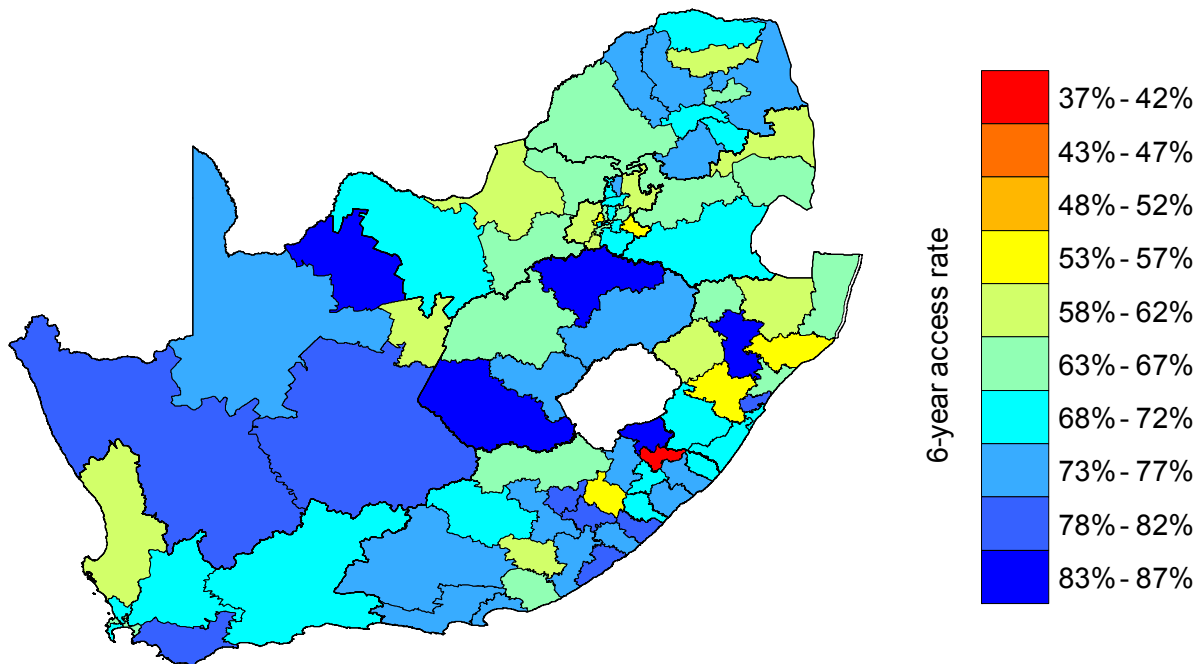 6-year access rate
37% - 42%
43% - 47%
48% - 52%
53% - 57%
58% - 62%
63% - 67%
68% - 72%
73% - 77%
78% - 82%
83% - 87%